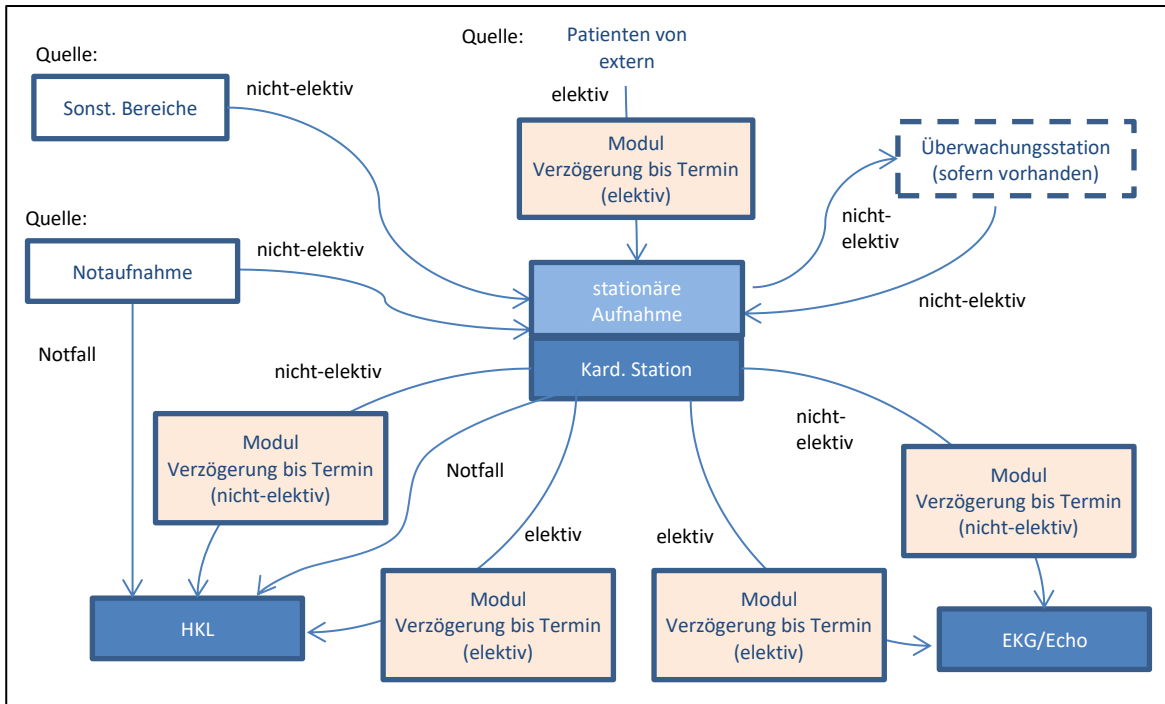 Quelle:
Patienten von
extern
Quelle:
nicht-elektiv
elektiv
Sonst. Bereiche
Modul
Verzögerung bis Termin
(elektiv)
Überwachungsstation
(sofern vorhanden)
Quelle:
nicht-
elektiv
nicht-elektiv
Notaufnahme
stationäre
Aufnahme
nicht-elektiv
Notfall
nicht-elektiv
Kard. Station
nicht-
elektiv
Modul
Verzögerung bis Termin
(nicht-elektiv)
Notfall
Modul
Verzögerung bis Termin
(nicht-elektiv)
elektiv
elektiv
Modul
Verzögerung bis Termin
(elektiv)
Modul
Verzögerung bis Termin
(elektiv)
HKL
EKG/Echo